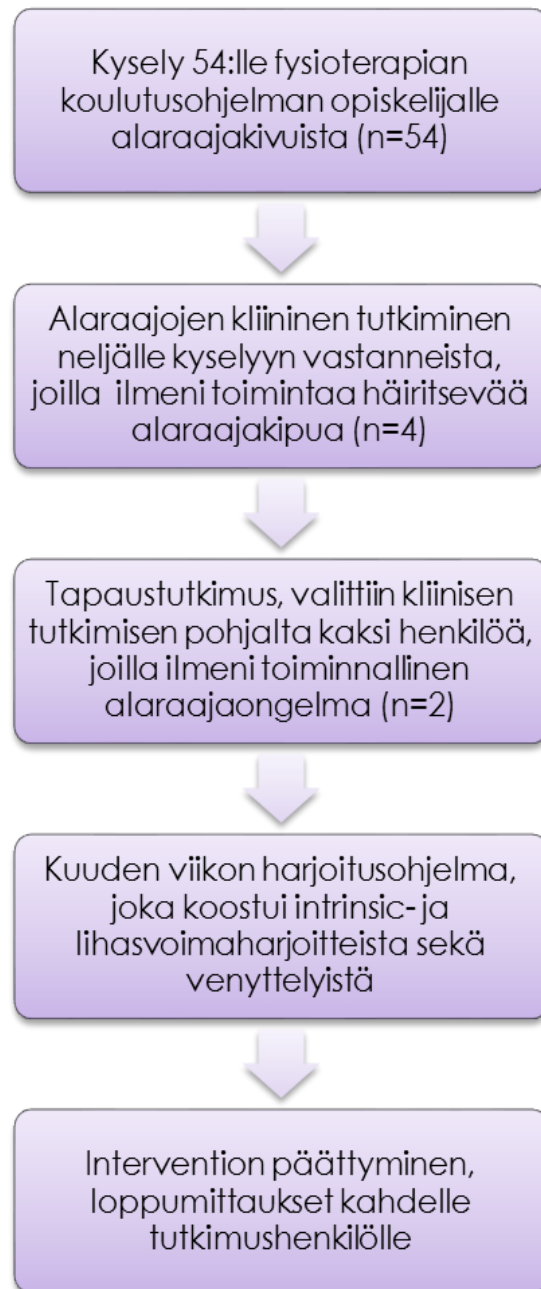 Kysely 54:lle fysioterapian
koulutusohjelman opiskelijalle
alaraajakivuista (n=54)
Alaraajojen kliininen tutkiminen
neljälle kyselyyn vastanneista,
joilla ilmeni toimintaa häiritsevää
alaraajakipua (n=4)
Tapaustutkimus, valittiin kliinisen
tutkimisen pohjalta kaksi henkilöä,
joilla ilmeni toiminnallinen
alaraajaongelma (n=2)
Kuuden viikon harjoitusohjelma,
joka koostui intrinsic- ja
lihasvoimaharjoitteista sekä
venyttelyistä
Intervention päättyminen,
loppumittaukset kahdelle
tutkimushenkilölle